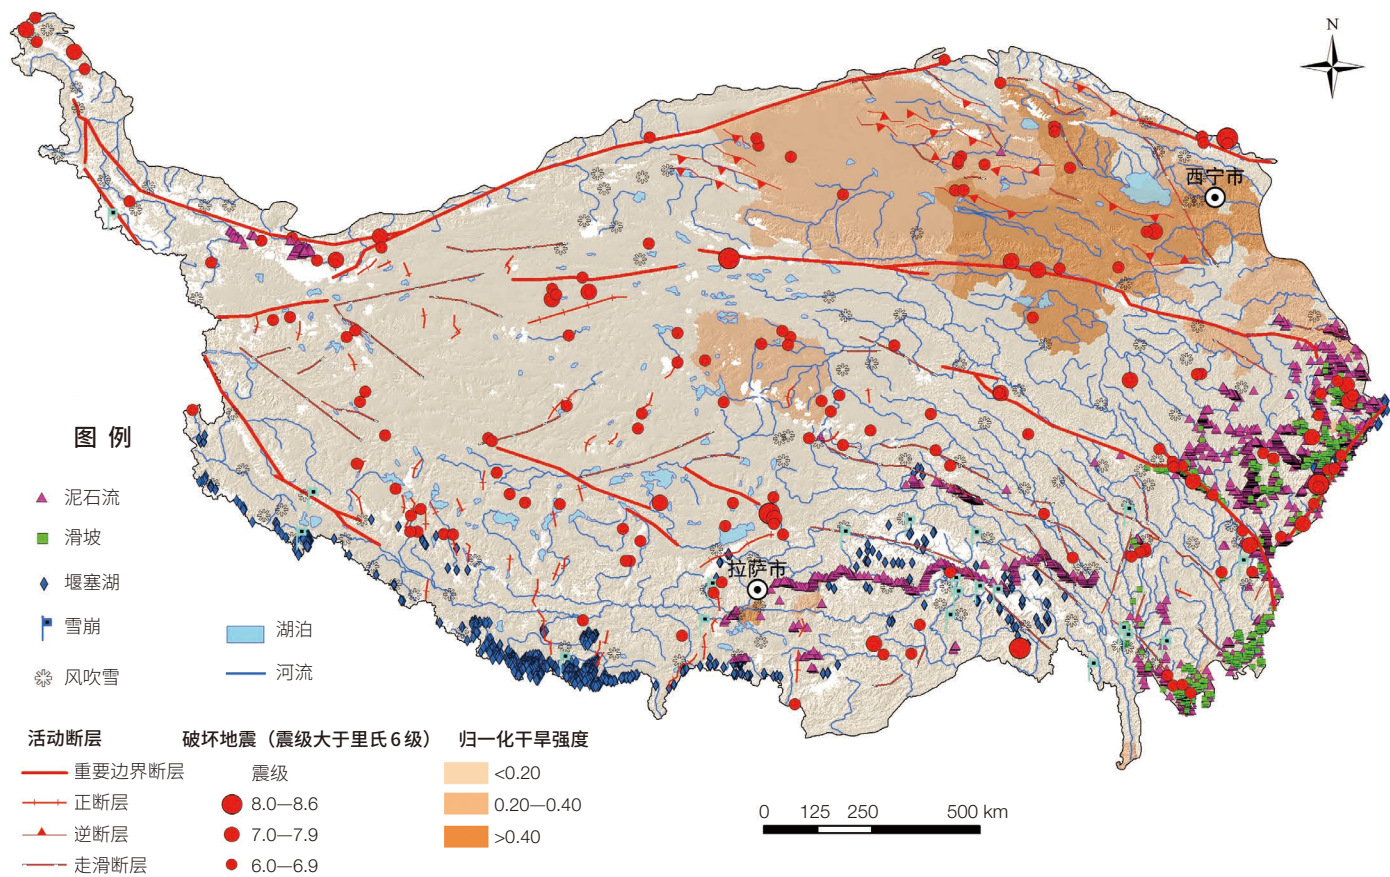 N
西宁市
拉萨市
图 例
泥石流
滑坡
堰塞湖
雪崩
风吹雪
湖泊
河流
活动断层
重要边界断层
正断层
逆断层
走滑断层
破坏地震（震级大于里氏6级）
震级
8.0—8.6
7.0—7.9
6.0—6.9
归一化干旱强度
<0.20
0.20—0.40
>0.40
0 125 250 500 km